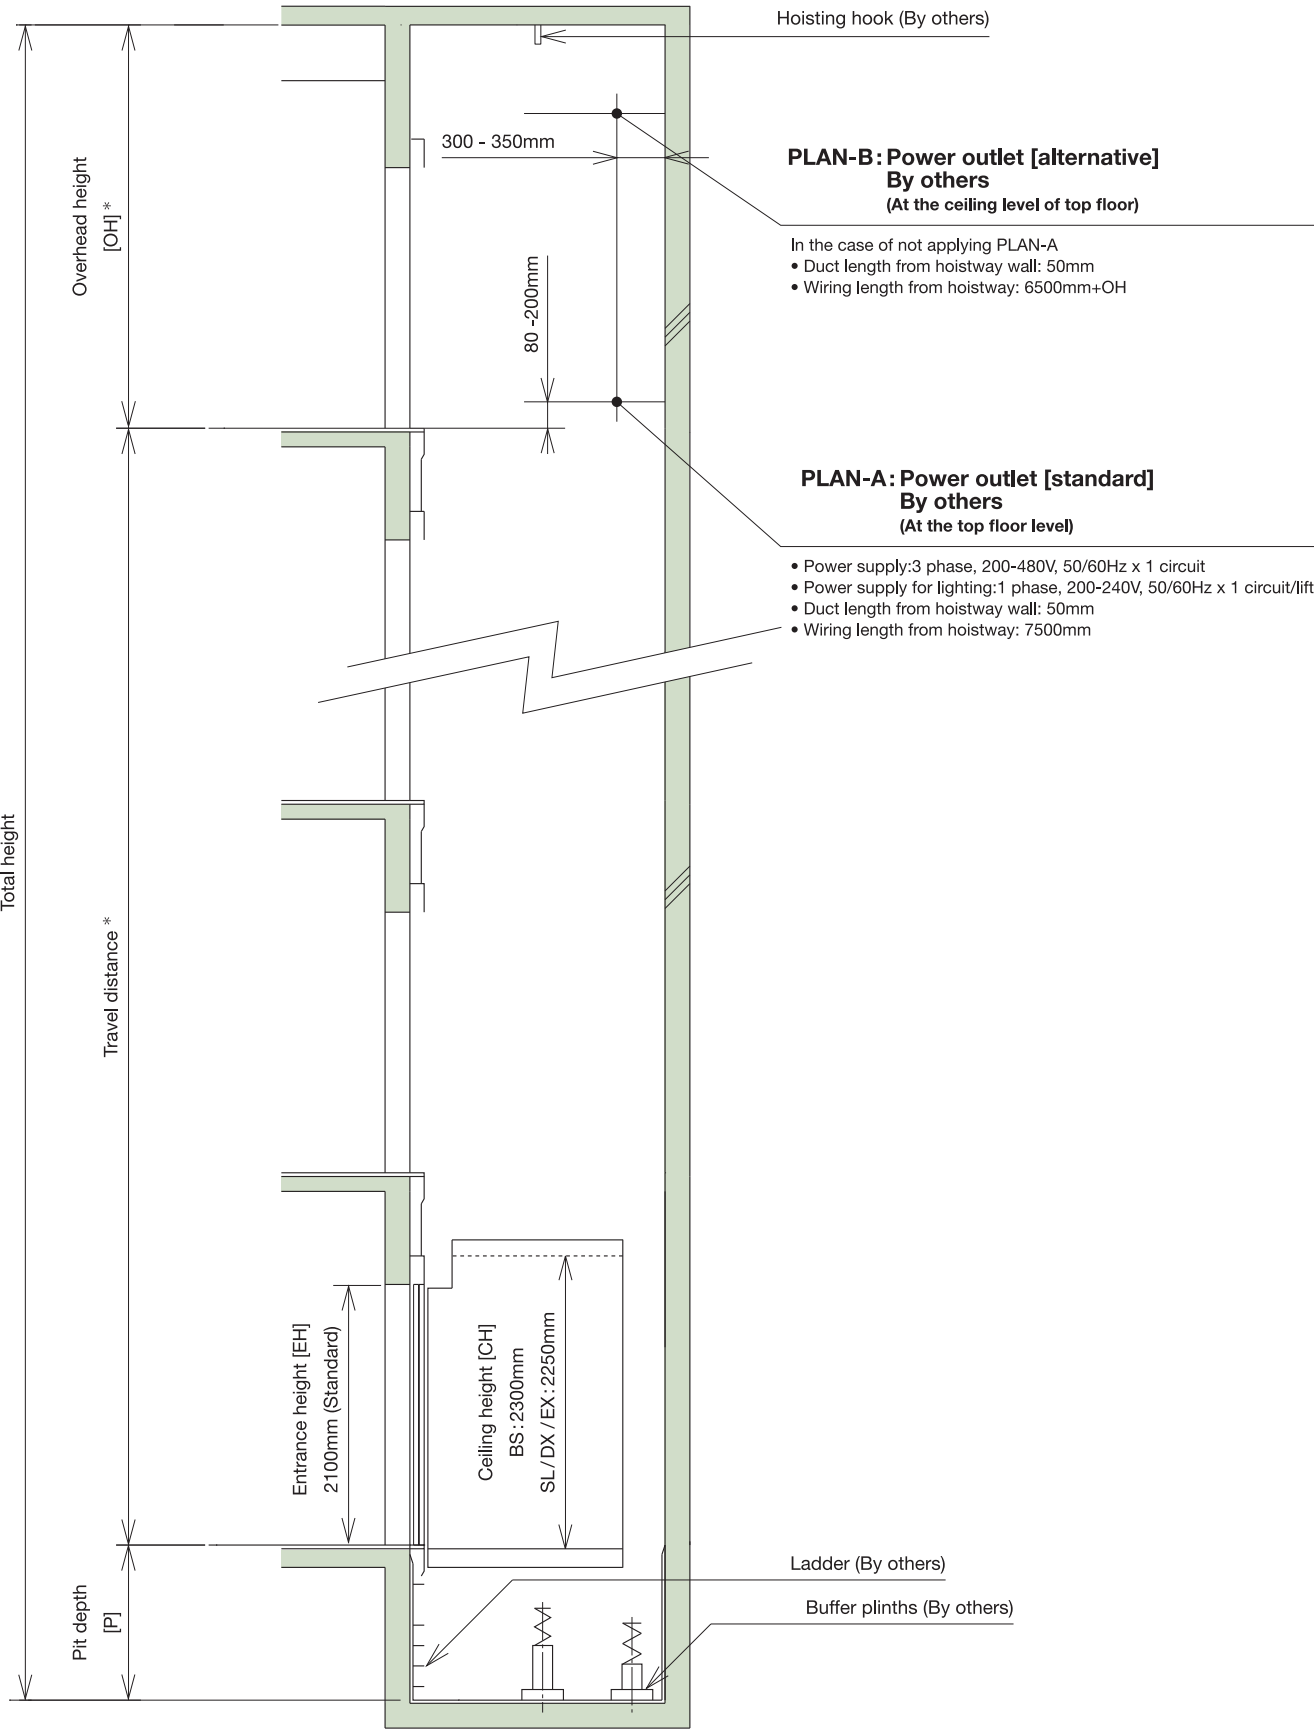 Hoisting hook (By others)
300 - 350mm
PLAN-B: Power outlet [alternative]
By others
(At the ceiling level of top floor)
In the case of not applying PLAN-A
• Duct length from hoistway wall: 50mm
• Wiring length from hoistway: 6500mm+OH
Overhead height
[OH] *
80 -200mm
PLAN-A: Power outlet [standard]
By others
(At the top floor level)
• Power supply:3 phase, 200-480V, 50/60Hz x 1 circuit
• Power supply for lighting:1 phase, 200-240V, 50/60Hz x 1 circuit/lift
• Duct length from hoistway wall: 50mm
• Wiring length from hoistway: 7500mm
Total height
Travel distance *
Entrance height [EH]
2100mm (Standard)
Ceiling height [CH]
BS:2300mm
SL/DX/EX:2250mm
Ladder (By others)
Buffer plinths (By others)
Pit depth
[P]